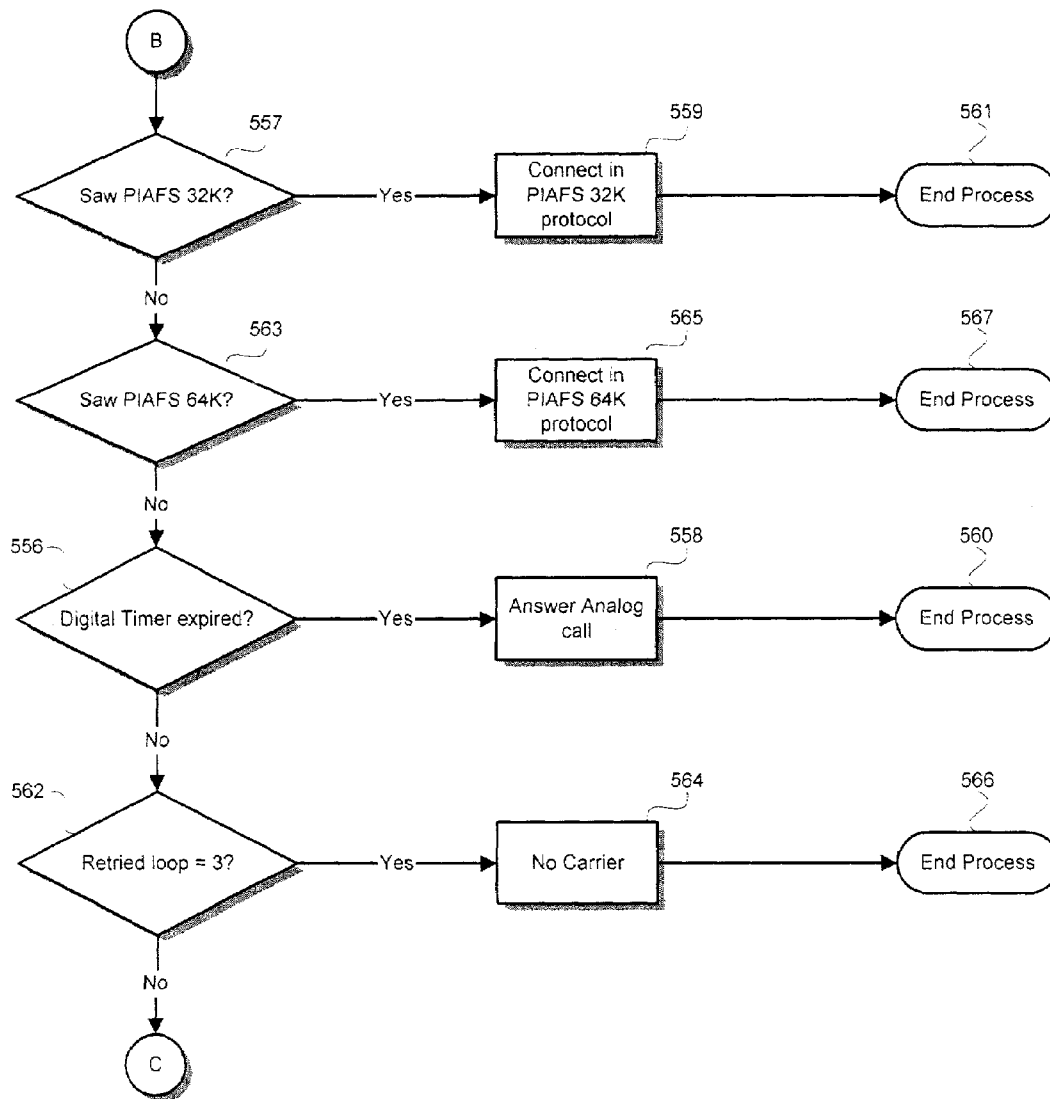 B
557
559
561
Saw PIAFS 32K?
Yes
Connect in
PIAFS 32K
protocol
End Process
No
563
565
567
Saw PIAFS 64K?
Yes
Connect in
PIAFS 64K
protocol
End Process
No
556
558
560
Digital Timer expired?
Yes
Answer Analog
call
End Process
No
562
564
566
Retried loop = 3?
Yes
No Carrier
End Process
No
C